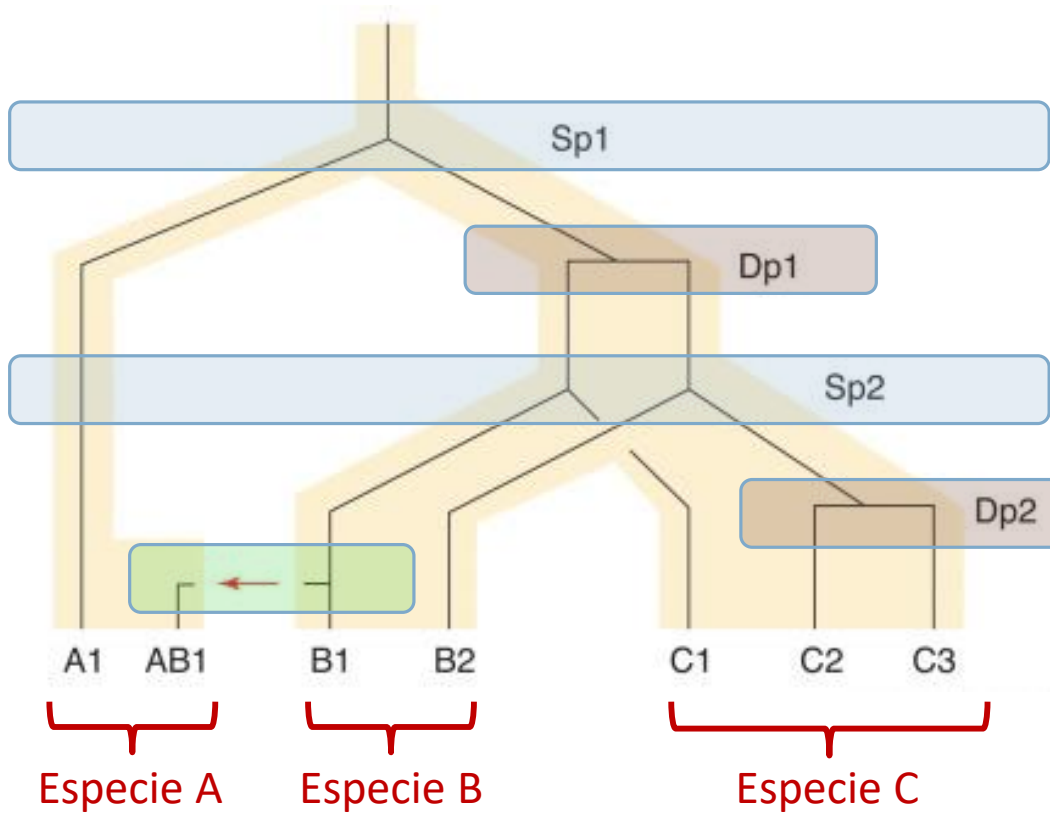 Sp1
Dp1
Sp2
Dp2
A1 AB1 B1 B2 C1 C2 C3
Especie A Especie B Especie C